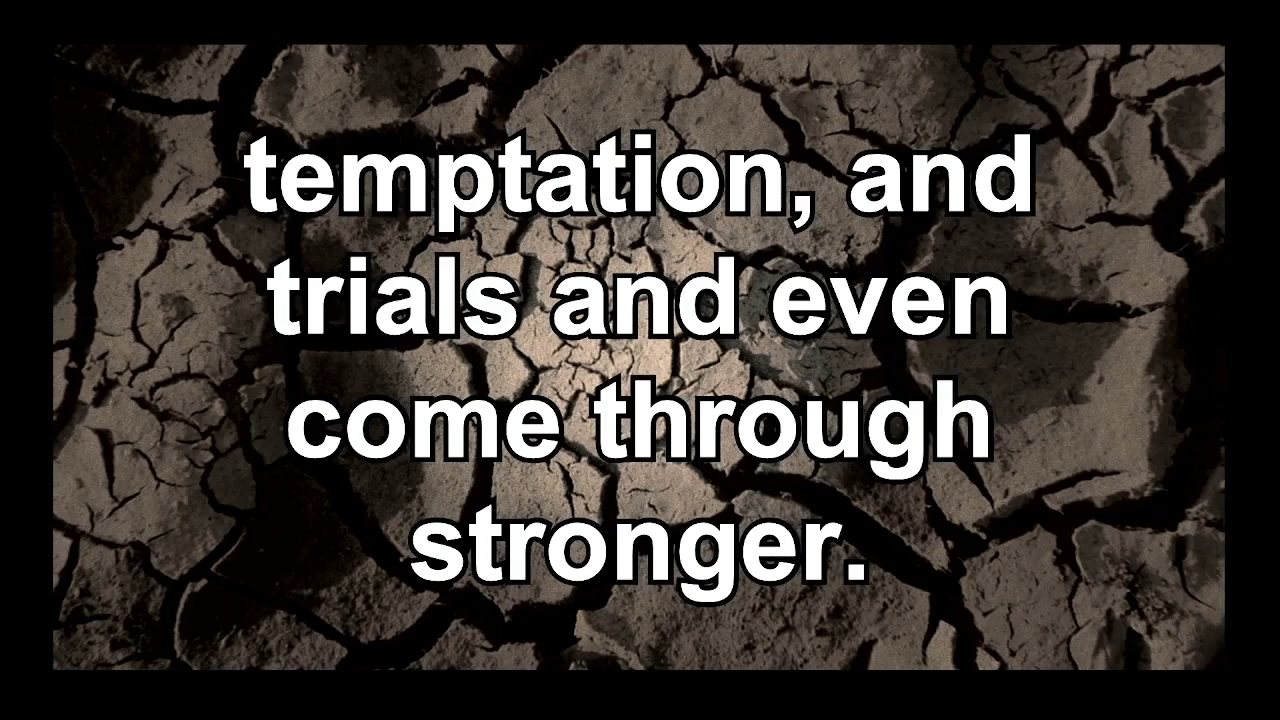 temptation, and
trials and even
come through
stronger.